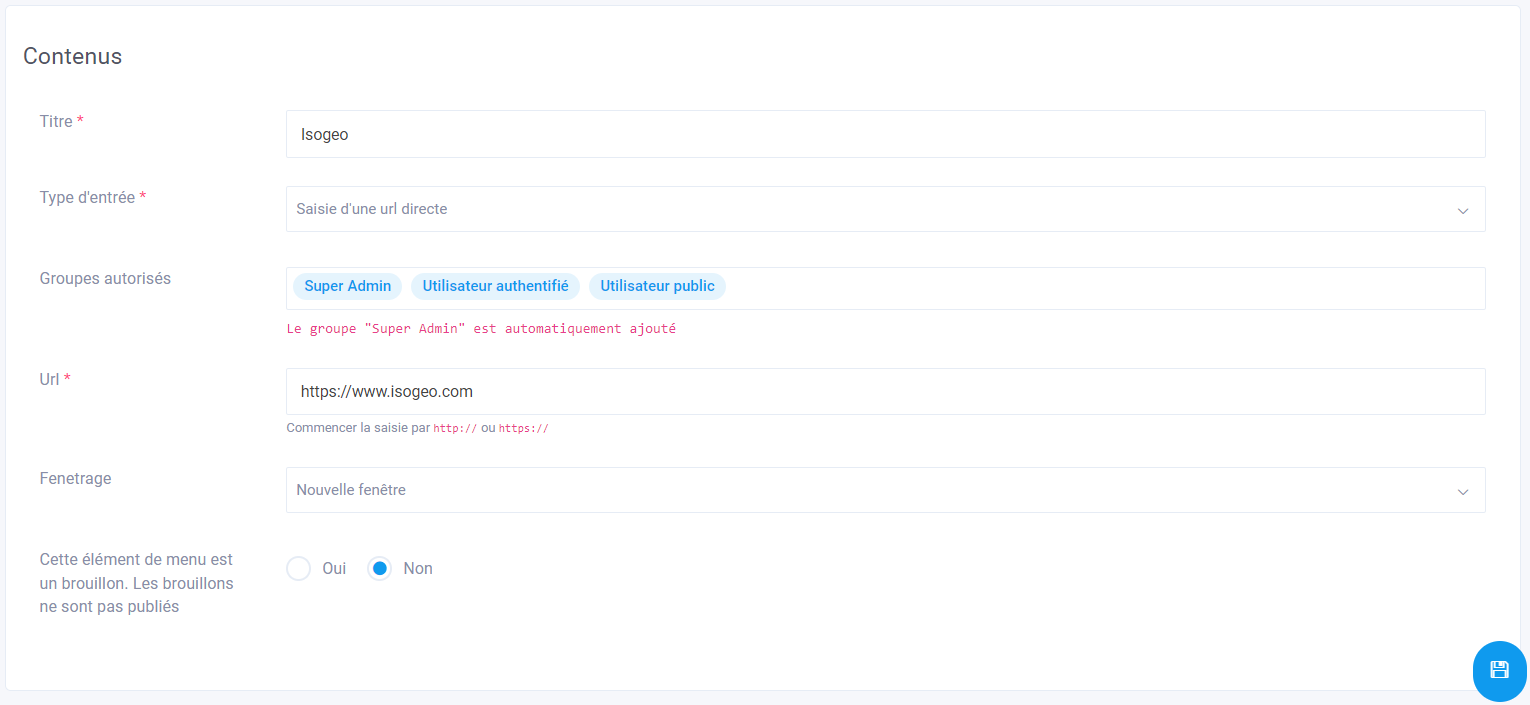 Contenus
Titre *
Isogeo
Type d'entrée *
Saisie d'une url directe
Groupes autorisés
Super Admin Utilisateur authentifié Utilisateur public
Le groupe "Super Admin" est automatiquement ajouté
Url *
https://www.isogeo.com
Commencer la saisie par http:// ou https://
Fenetrage
Nouvelle fenêtre
Cette élément de menu est
un brouillon. Les brouillons
ne sont pas publiés
Oui Non